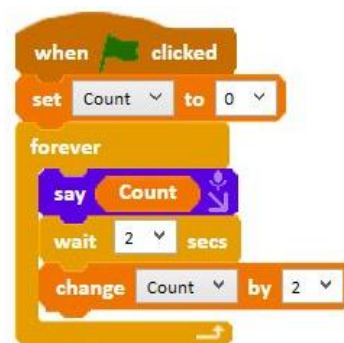 when clicked
set Count to 0
forever
say Count
wait 2 secs
change Count by 2